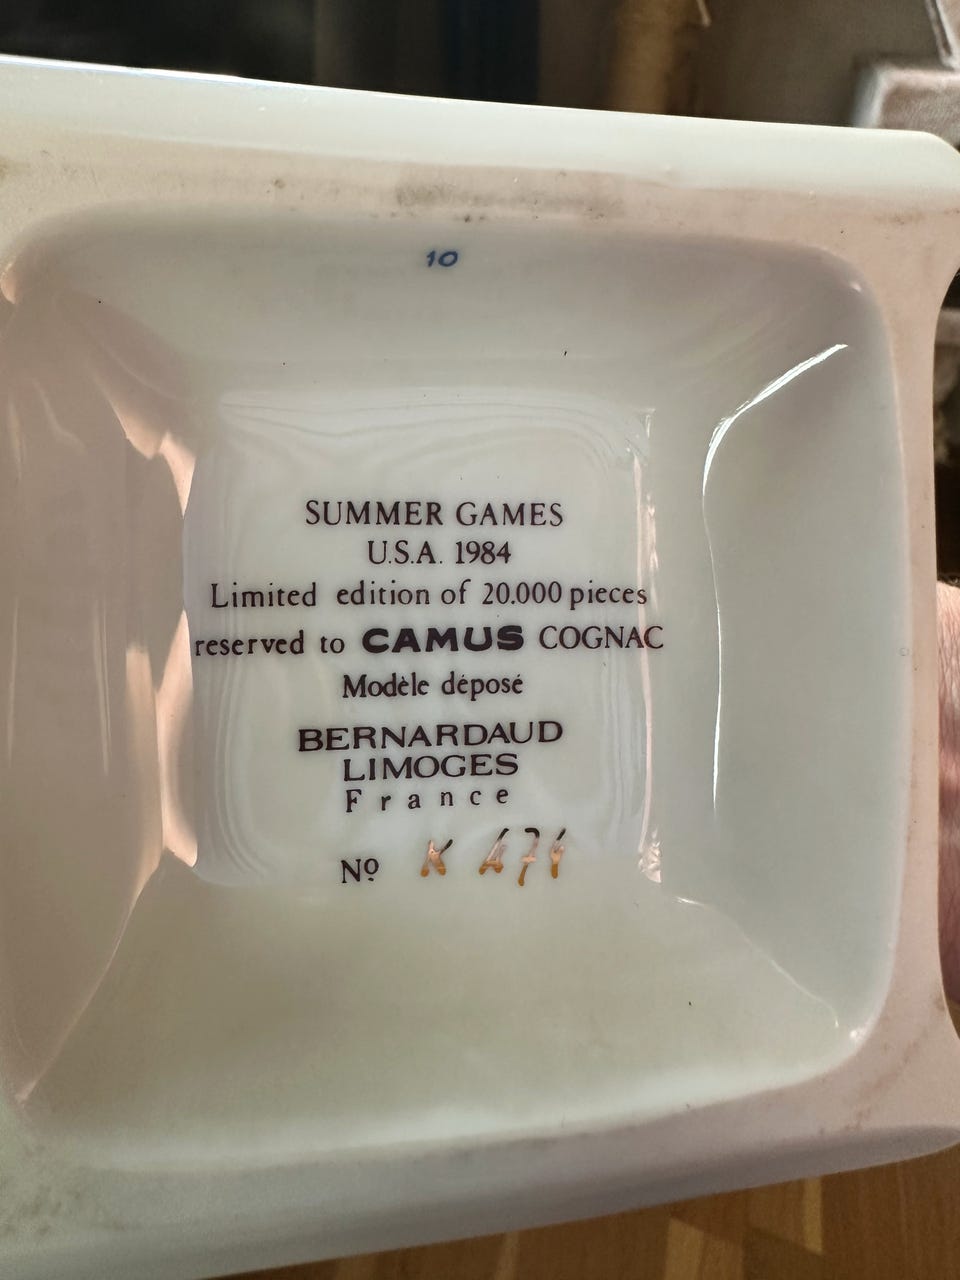 10
SUMMER GAMES
U.S.A. 1984
Limited edition of 20.000 pieces
reserved to CAMUS COGNAC
Modèle déposé
BERNARDAUD
LIMOGES
France
Nº K